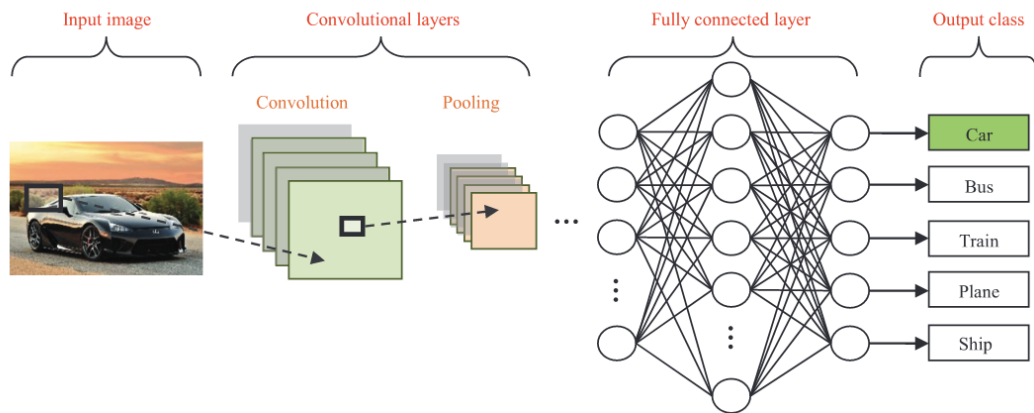 Input image
Convolutional layers
Fully connected layer
Output class
Convolution
Pooling
Car
Bus
Train
Plane
Ship